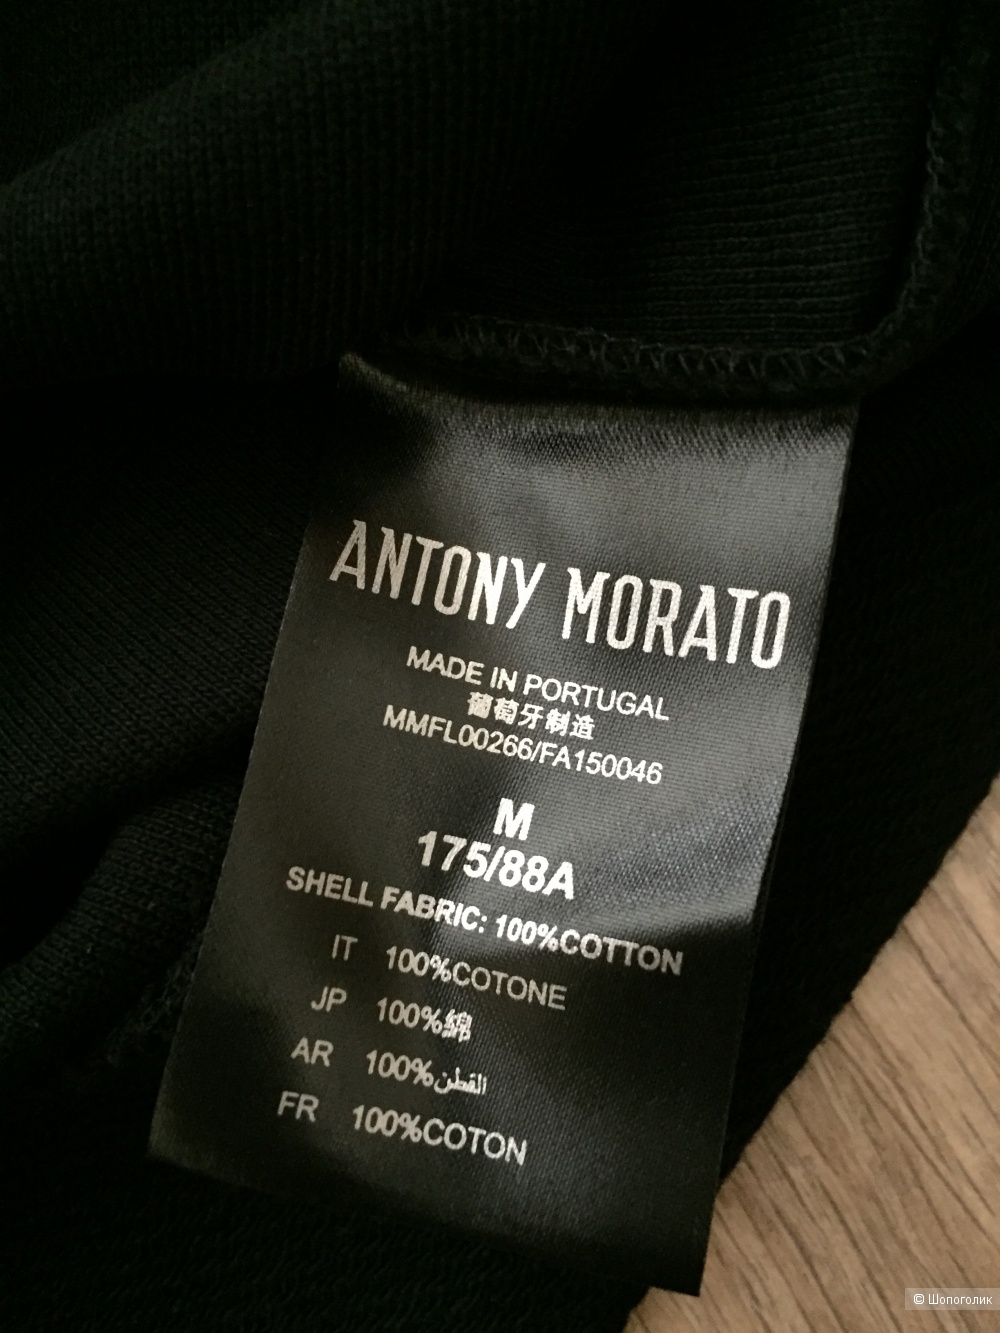 ANTONY MORATO
MADE IN PORTUGAL
葡萄牙制造
MMFL00266/FA150046
M
175/88A
SHELL FABRIC: 100%COTTON
IT 100%COTONE
JP 100%綿
AR 100%القطن
FR 100%COTON
© Шопоголик